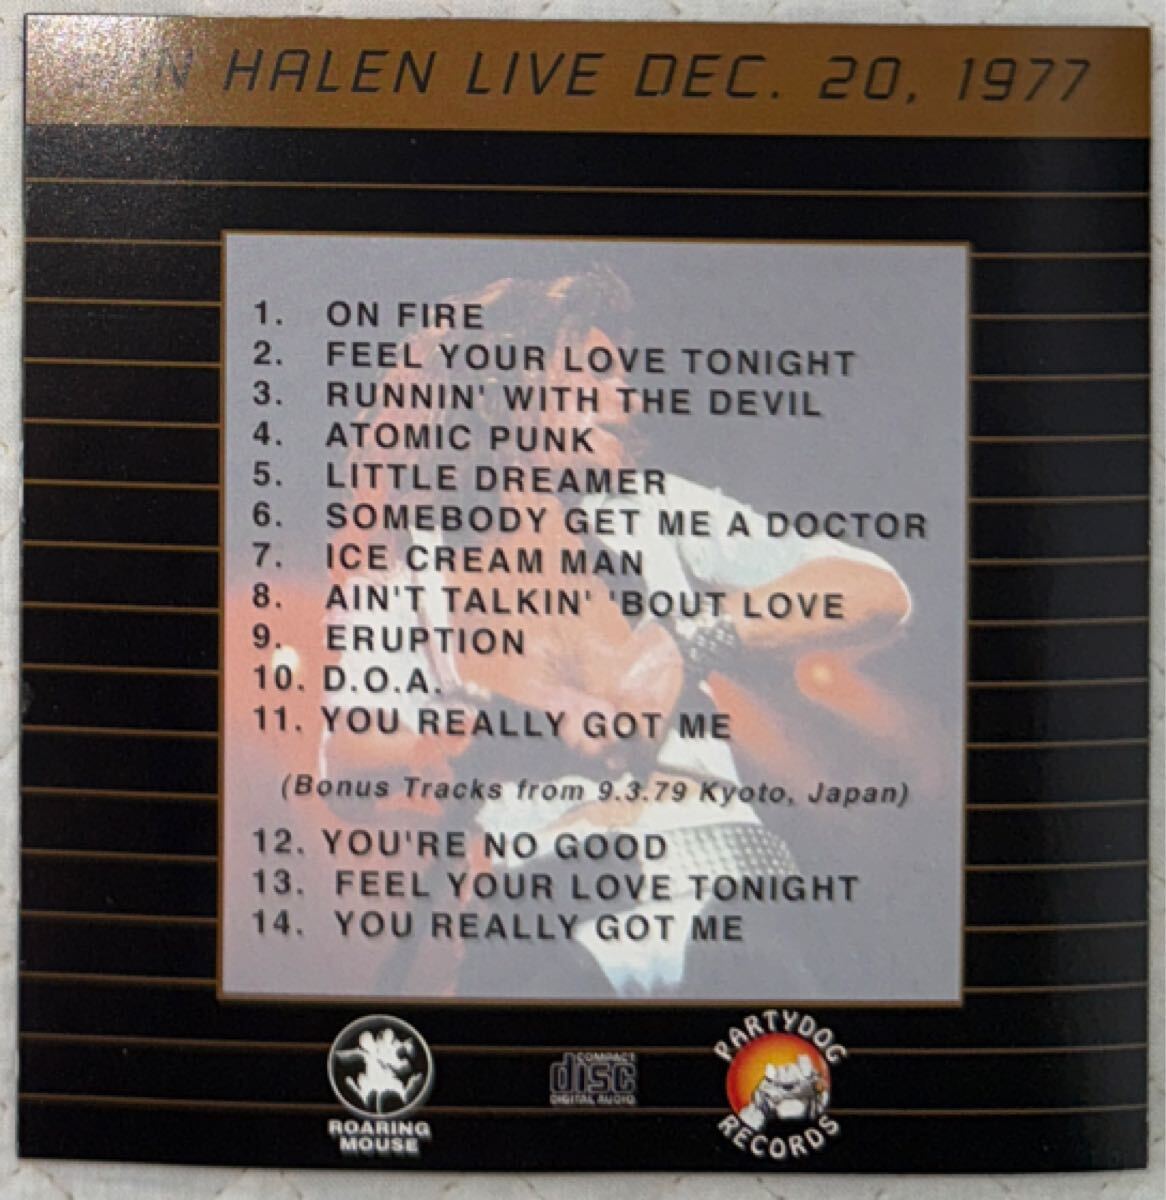 VAN HALEN LIVE DEC. 20, 1977
1. ON FIRE
2. FEEL YOUR LOVE TONIGHT
3. RUNNIN' WITH THE DEVIL
4. ATOMIC PUNK
5. LITTLE DREAMER
6. SOMEBODY GET ME A DOCTOR
7. ICE CREAM MAN
8. AIN'T TALKIN' 'BOUT LOVE
9. ERUPTION
10. D.O.A.
11. YOU REALLY GOT ME
(Bonus Tracks from 9.3.79 Kyoto, Japan)
12. YOU'RE NO GOOD
13. FEEL YOUR LOVE TONIGHT
14. YOU REALLY GOT ME
ROARING
MOUSE
COMPACT
disc
DIGITAL AUDIO
PARTYDOG
RECORDS